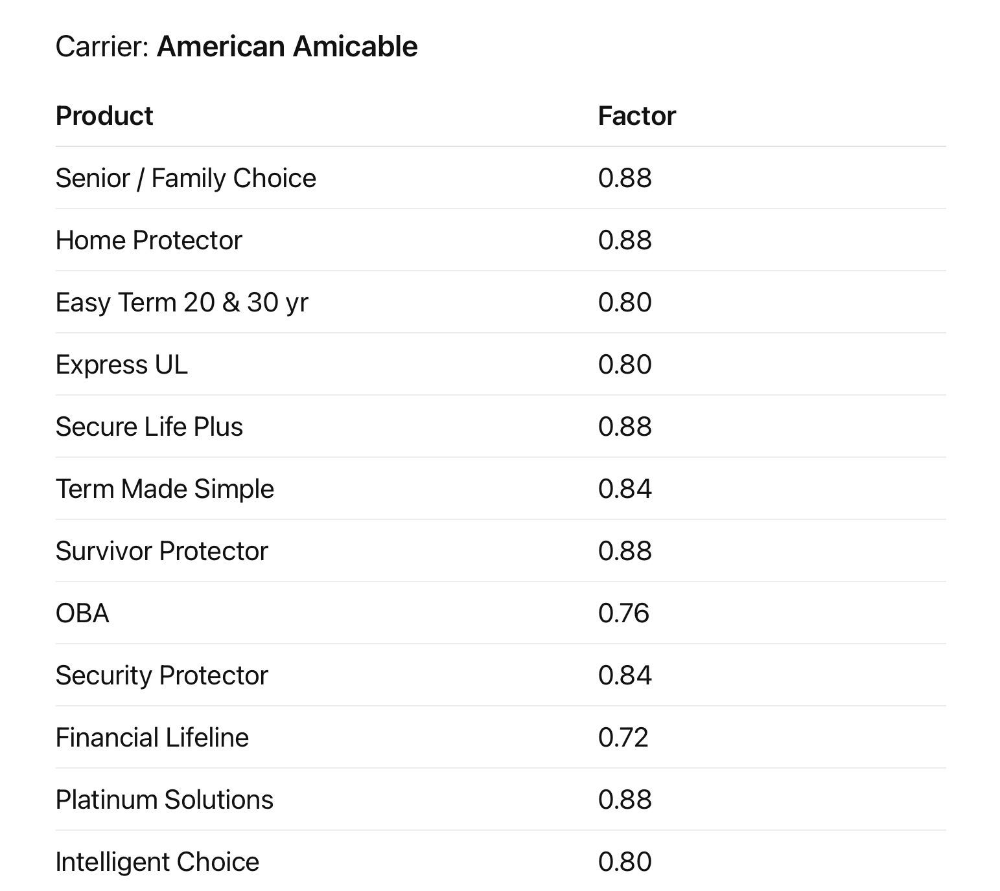 Carrier: American Amicable
Product Factor
Senior / Family Choice 0.88
Home Protector 0.88
Easy Term 20 & 30 yr 0.80
Express UL 0.80
Secure Life Plus 0.88
Term Made Simple 0.84
Survivor Protector 0.88
OBA 0.76
Security Protector 0.84
Financial Lifeline 0.72
Platinum Solutions 0.88
Intelligent Choice 0.80